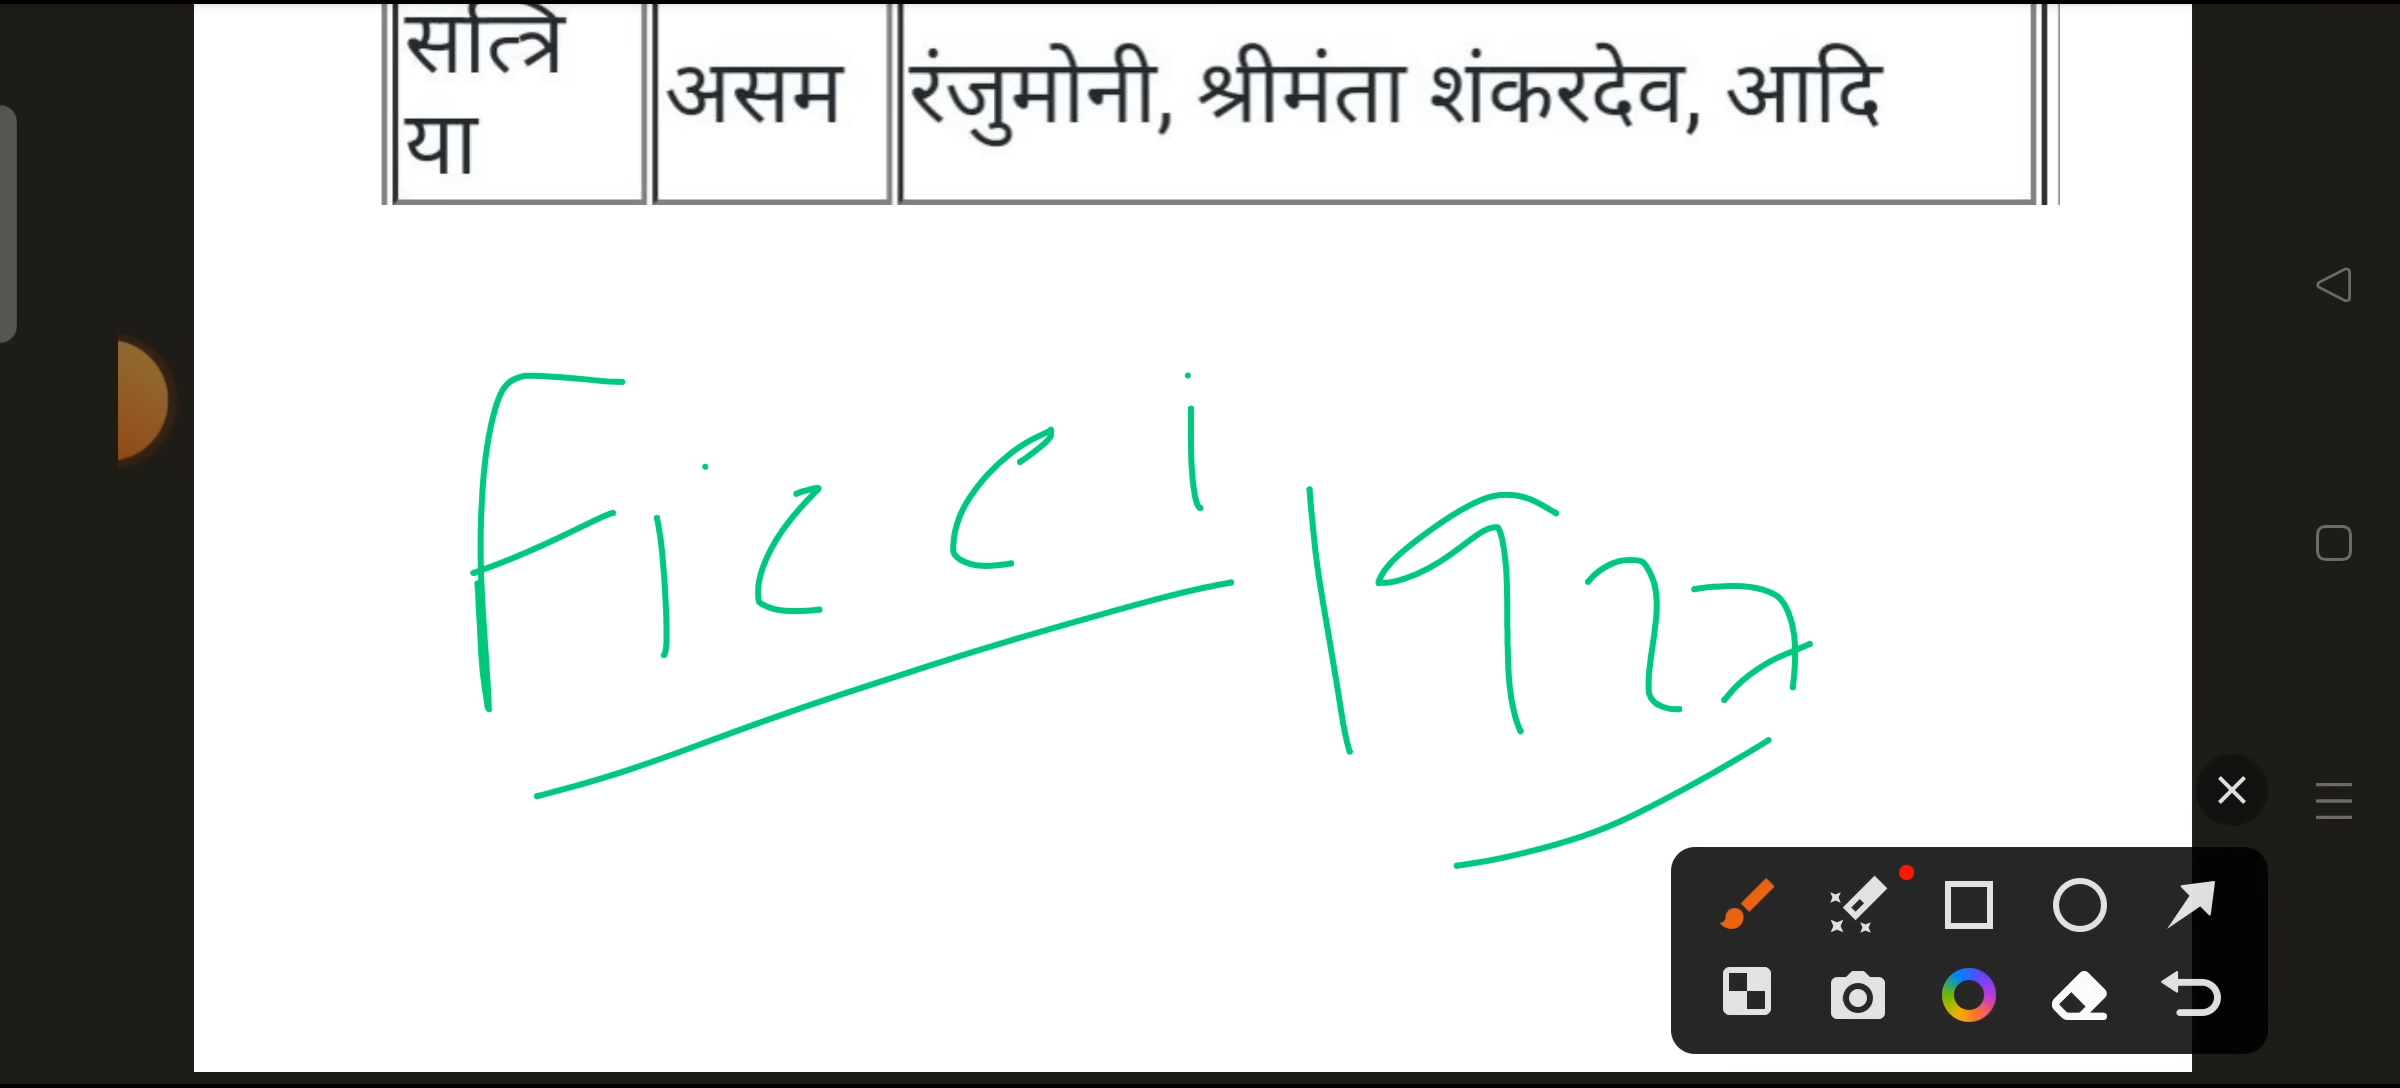 सत्रि
या
असम
रंजुमोनी, श्रीमंता शंकरदेव, आदि
Ficci 1927